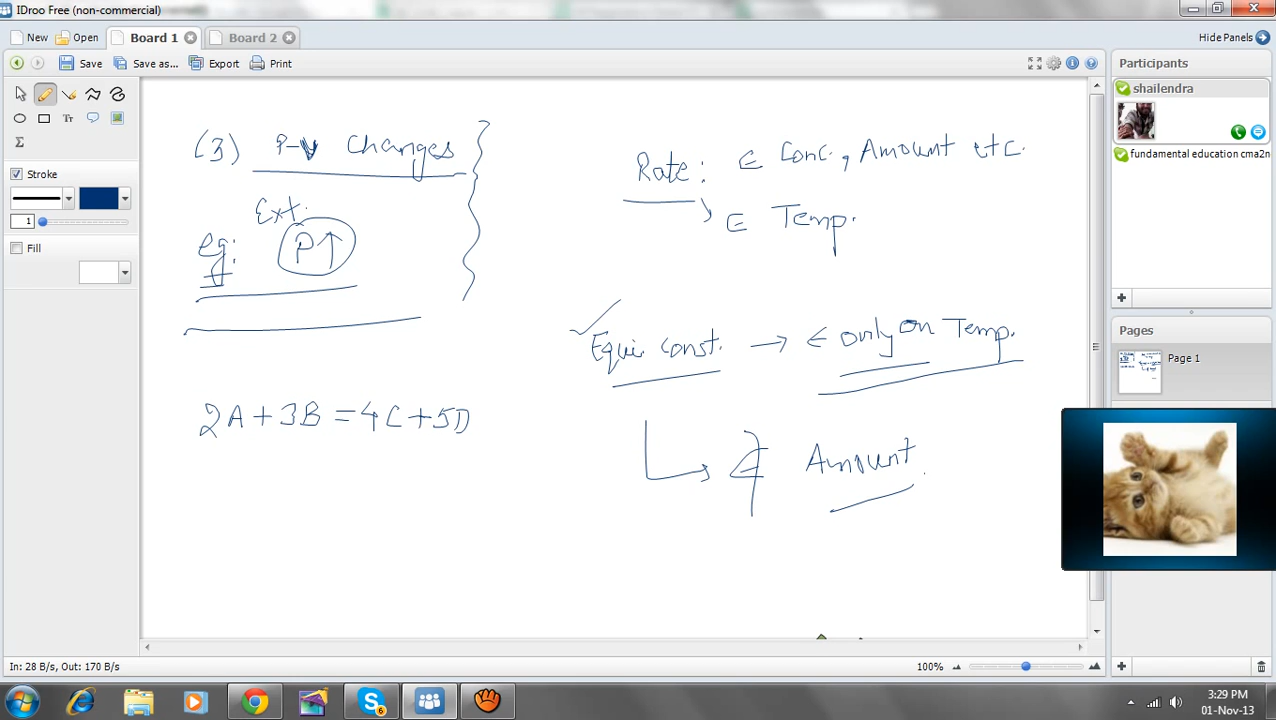 IDroo Free (non-commercial)
New Open Board 1 Board 2 Hide Panels
Save Save as... Export Print
Participants
shailendra
fundamental education cma2n
Stroke
1
Fill
(3) P-V Changes
Ext.
eg: P↑
2A + 3B = 4C + 5D
Rate: ∈ Conc., Amount etc.
∈ Temp.
Equi const. → ∈ only on Temp.
∉ Amount
Pages
Page 1
In: 28 B/s, Out: 170 B/s 100%
3:29 PM
01-Nov-13